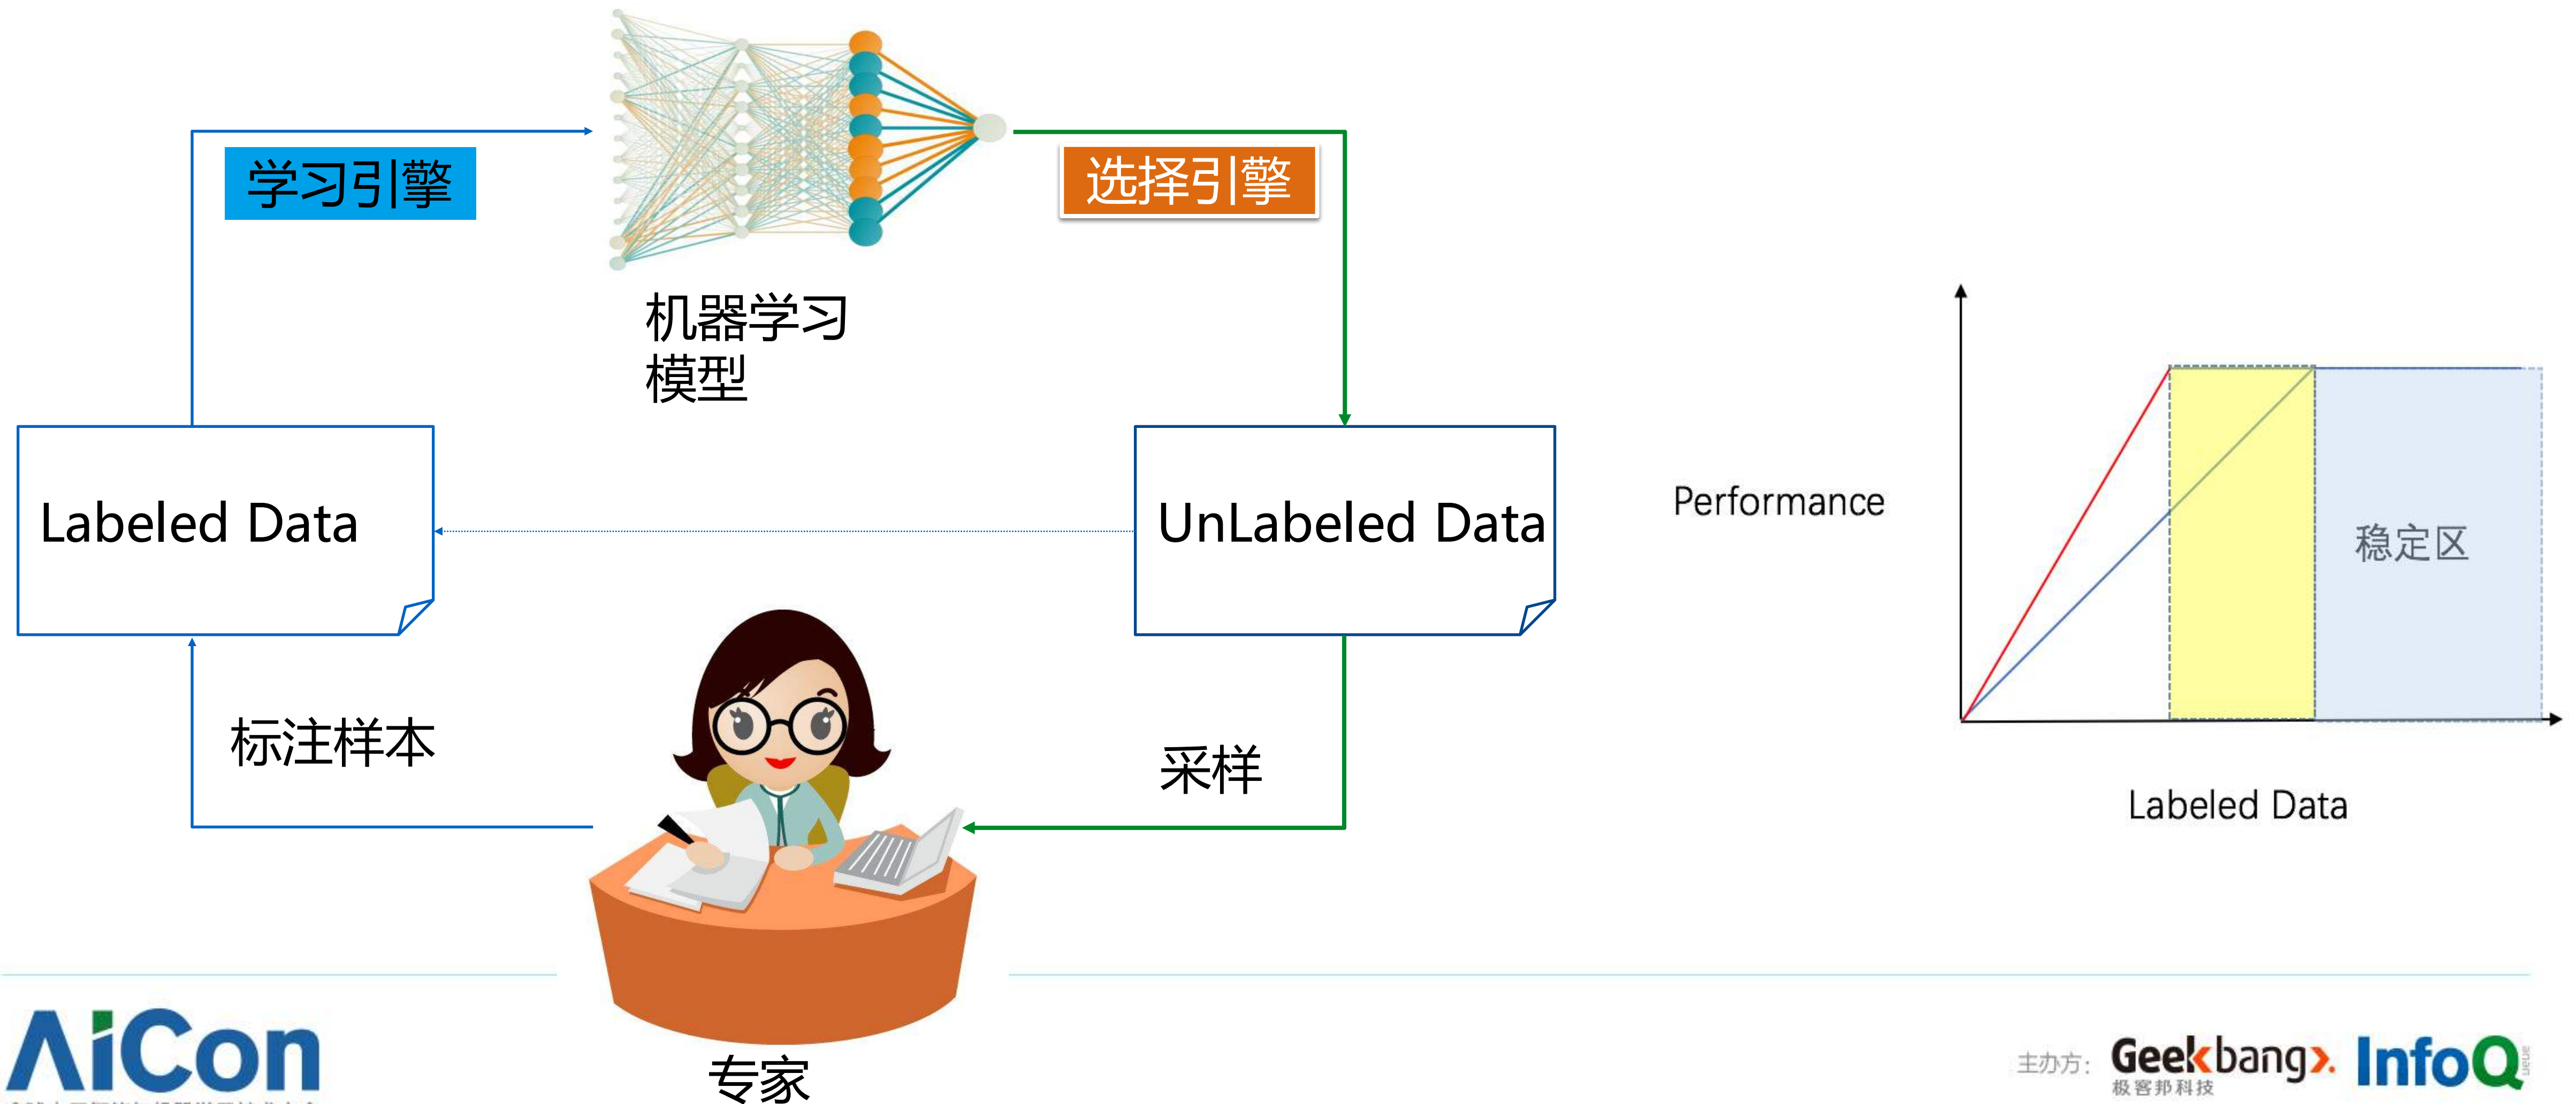 学习引擎
选择引擎
机器学习
模型
Labeled Data
UnLabeled Data
标注样本
采样
专家
Performance
稳定区
Labeled Data
AiCon
主办方：
Geekbang>.
极客邦科技
InfoQ